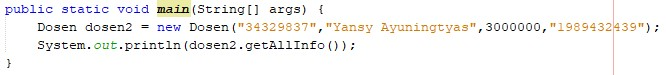 public static void main(String[] args) {
    Dosen dosen2 = new Dosen("34329837","Yansy Ayuningtyas",3000000,"1989432439");
    System.out.println(dosen2.getAllInfo());
}